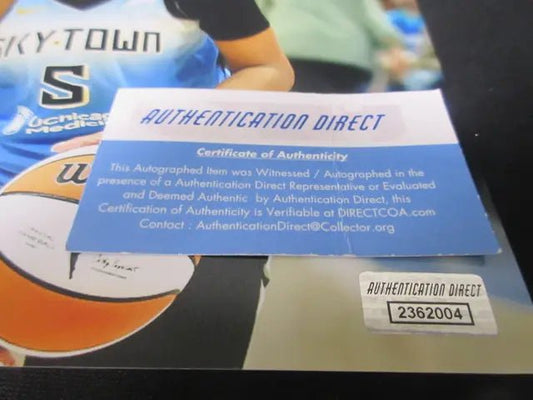 SKY TOWN
5
UChicago
Medicine
W
AUTHENTICATION DIRECT
Certificate of Authenticity
This Autographed Item was Witnessed / Autographed in the
presence of a Authentication Direct Representative or Evaluated
and Deemed Authentic by Authentication Direct, this
Certification of Authenticity is Verifiable at DIRECTCOA.com
Contact : AuthenticationDirect@Collector.org
AUTHENTICATION DIRECT
2362004